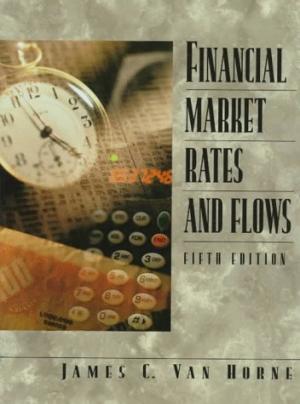 FINANCIAL
MARKET
RATES
AND FLOWS
FIFTH EDITION
JAMES C. VAN HORNE